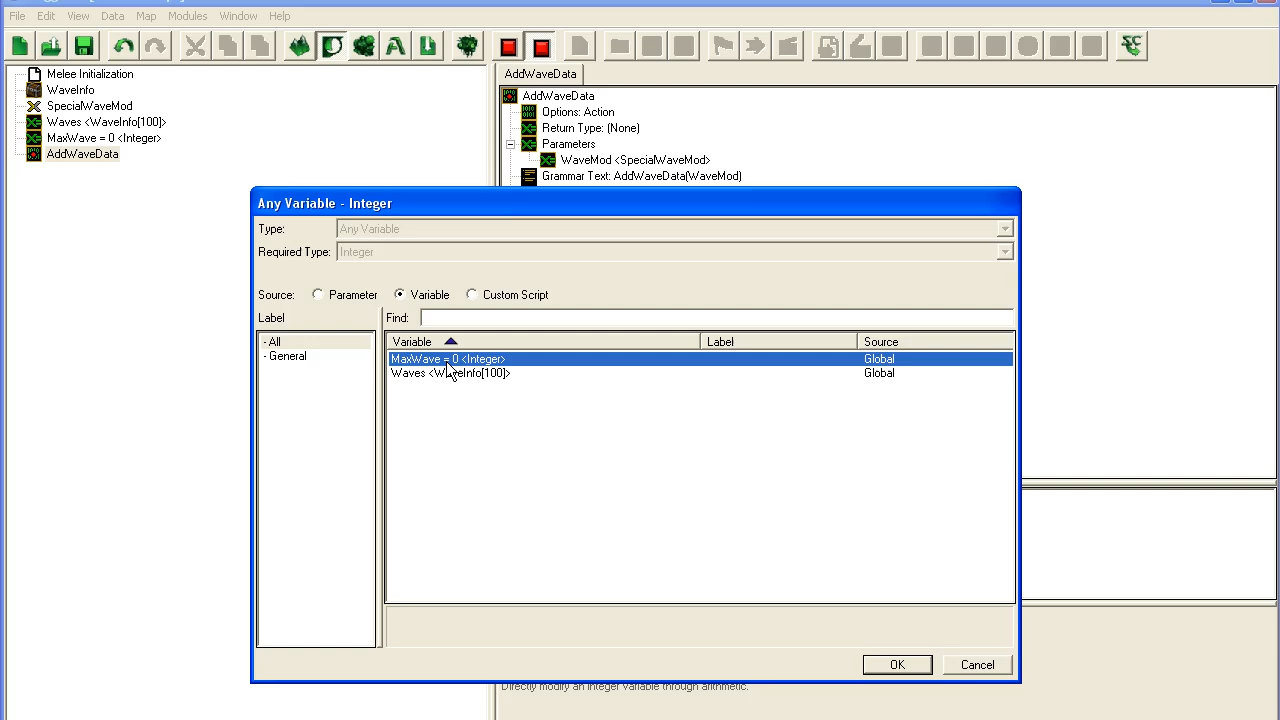 File Edit View Data Map Modules Window Help
Melee Initialization
WaveInfo
SpecialWaveMod
Waves <WaveInfo[100]>
MaxWave = 0 <Integer>
AddWaveData
AddWaveData
AddWaveData
Options: Action
Return Type: (None)
Parameters
WaveMod <SpecialWaveMod>
Grammar Text: AddWaveData(WaveMod)
Any Variable - Integer
Type: Any Variable
Required Type: Integer
Source: Parameter Variable Custom Script
Label Find:
- All
- General
Variable Label Source
MaxWave = 0 <Integer> Global
Waves <WaveInfo[100]> Global
OK Cancel
Directly modify an integer variable through arithmetic.